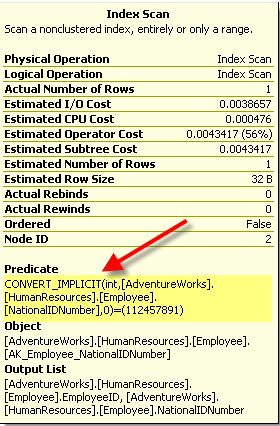 Index Scan
Scan a nonclustered index, entirely or only a range.
Physical Operation Index Scan
Logical Operation Index Scan
Actual Number of Rows 1
Estimated I/O Cost 0.0038657
Estimated CPU Cost 0.000476
Estimated Operator Cost 0.0043417 (56%)
Estimated Subtree Cost 0.0043417
Estimated Number of Rows 1
Estimated Row Size 32 B
Actual Rebinds 0
Actual Rewinds 0
Ordered False
Node ID 2
Predicate
CONVERT_IMPLICIT(int,[AdventureWorks].
[HumanResources].[Employee].
[NationalIDNumber],0)=(112457891)
Object
[AdventureWorks].[HumanResources].[Employee].
[AK_Employee_NationalIDNumber]
Output List
[AdventureWorks].[HumanResources].
[Employee].EmployeeID, [AdventureWorks].
[HumanResources].[Employee].NationalIDNumber